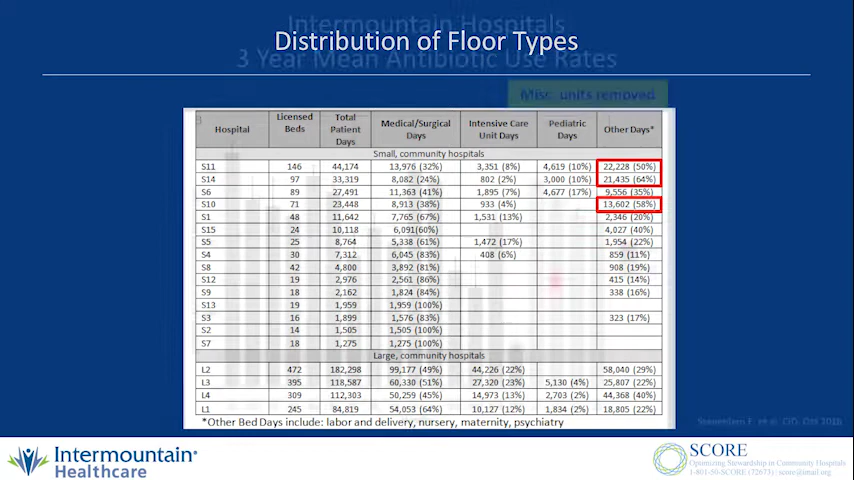 Intermountain Hospitals
Distribution of Floor Types
3 Year Mean Antibiotic Use Rates
Misc. units removed
Hospital Licensed Beds Total Patient Days Medical/Surgical Days Intensive Care Unit Days Pediatric Days Other Days*
Small, community hospitals
S11 146 44,174 13,976 (32%) 3,351 (8%) 4,619 (10%) 22,228 (50%)
S14 97 33,319 8,082 (24%) 802 (2%) 3,000 (10%) 21,435 (64%)
S6 89 27,491 11,363 (41%) 1,895 (7%) 4,677 (17%) 9,556 (35%)
S10 71 23,448 8,913 (38%) 933 (4%) 13,602 (58%)
S1 48 11,642 7,765 (67%) 1,531 (13%) 2,346 (20%)
S15 24 10,118 6,091(60%) 4,027 (40%)
S5 25 8,764 5,338 (61%) 1,472 (17%) 1,954 (22%)
S4 30 7,312 6,045 (83%) 408 (6%) 859 (11%)
S8 42 4,800 3,892 (81%) 908 (19%)
S12 19 2,976 2,561 (86%) 415 (14%)
S9 18 2,162 1,824 (84%) 338 (16%)
S13 19 1,959 1,959 (100%)
S3 16 1,899 1,576 (83%) 323 (17%)
S2 14 1,505 1,505 (100%)
S7 18 1,275 1,275 (100%)
Large, community hospitals
L2 472 182,298 99,177 (49%) 44,226 (22%) 58,040 (29%)
L3 395 118,587 60,330 (51%) 27,320 (23%) 5,130 (4%) 25,807 (22%)
L4 309 112,303 50,259 (45%) 14,973 (13%) 2,703 (2%) 44,368 (40%)
L1 245 84,819 54,053 (64%) 10,127 (12%) 1,834 (2%) 18,805 (22%)
*Other Bed Days include: labor and delivery, nursery, maternity, psychiatry
E. et al. CID, Oct 2016
Intermountain®
Healthcare
SCORE
Optimizing Stewardship in Community Hospitals
1-801-50-SCORE (72673) | score@imail.org